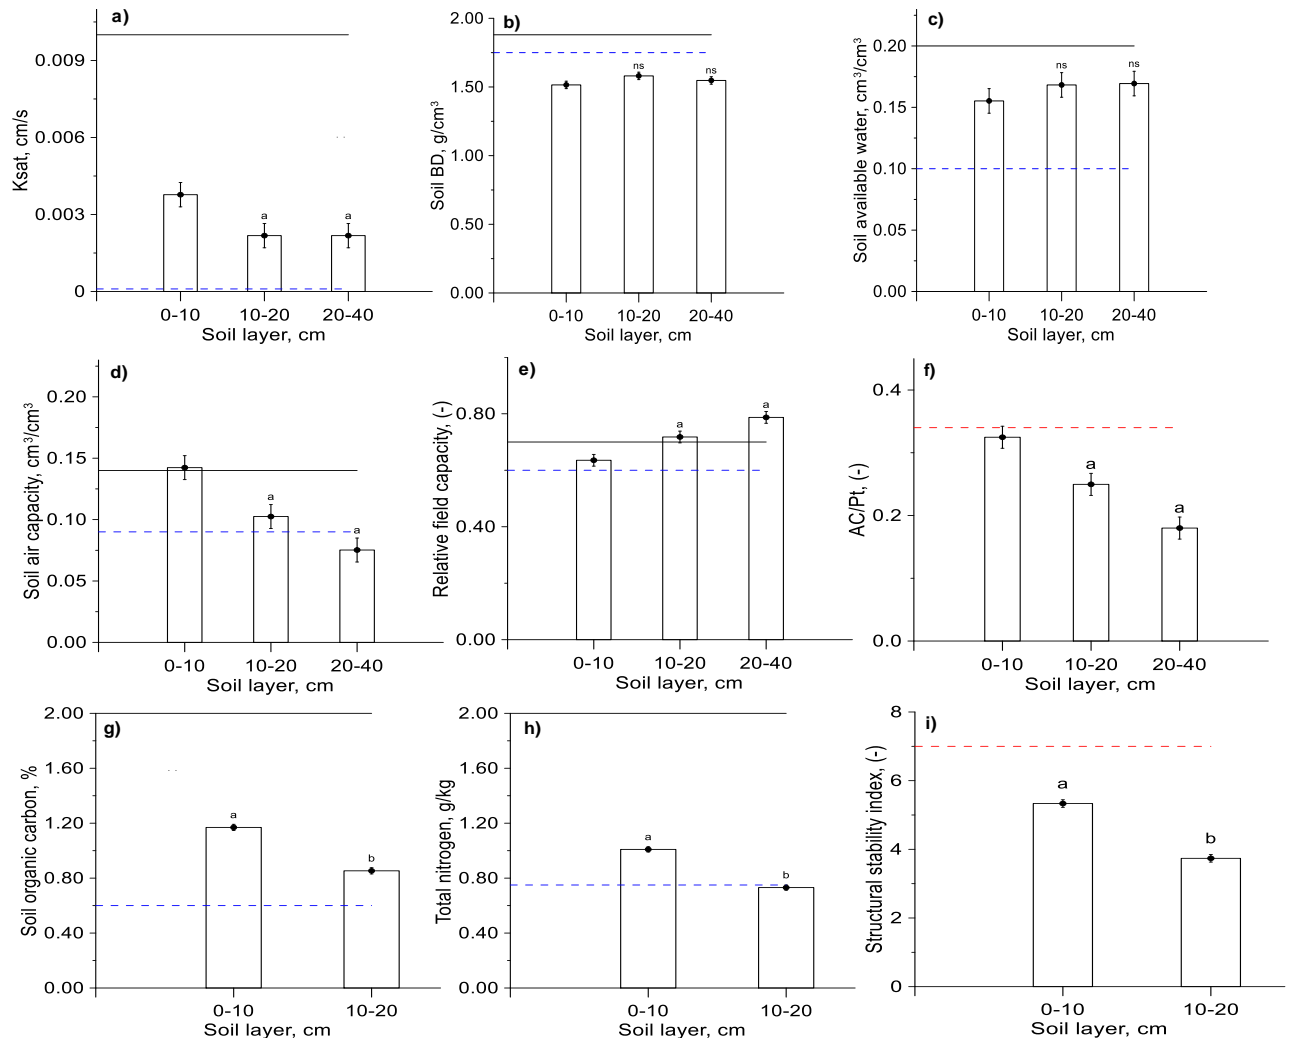 a)
Ksat, cm/s
0.009
0.006
0.003
0
a
a
0-10
10-20
20-40
Soil layer, cm
b)
Soil BD, g/cm³
2.00
1.50
1.00
0.50
0.00
ns
ns
0-10
10-20
20-40
Soil layer, cm
c)
Soil available water, cm³/cm³
0.20
0.15
0.10
0.05
0.00
ns
ns
0-10
10-20
20-40
Soil layer, cm
d)
Soil air capacity, cm³/cm³
0.20
0.15
0.10
0.05
0.00
a
a
0-10
10-20
20-40
Soil layer, cm
e)
Relative field capacity, (-)
0.80
0.40
0.00
a
a
0-10
10-20
20-40
Soil layer, cm
f)
AC/Pt, (-)
0.4
0.2
0.0
a
a
0-10
10-20
20-40
Soil layer, cm
g)
Soil organic carbon, %
2.00
1.60
1.20
0.80
0.40
0.00
a
b
0-10
10-20
Soil layer, cm
h)
Total nitrogen, g/kg
2.00
1.60
1.20
0.80
0.40
0.00
a
b
0-10
10-20
Soil layer, cm
i)
Structural stability index, (-)
8
6
4
2
0
a
b
0-10
10-20
Soil layer, cm